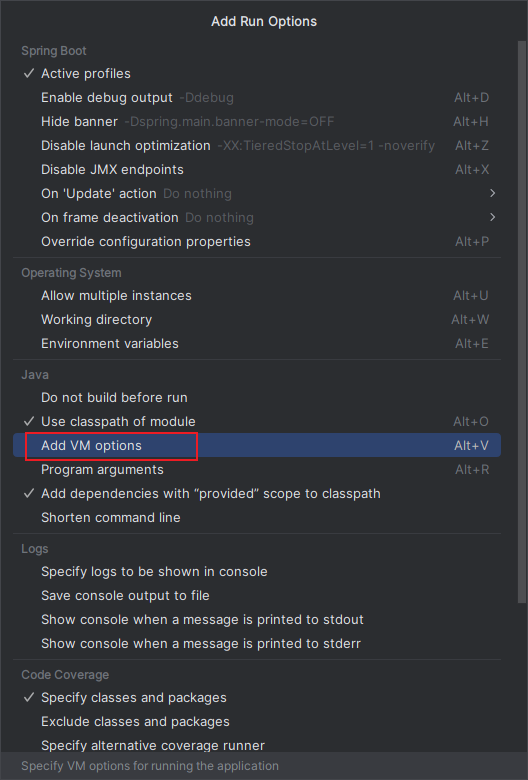 Add Run Options
Spring Boot
✓ Active profiles
Enable debug output -Ddebug Alt+D
Hide banner -Dspring.main.banner-mode=OFF Alt+H
Disable launch optimization -XX:TieredStopAtLevel=1 -noverify Alt+Z
Disable JMX endpoints Alt+X
On 'Update' action Do nothing >
On frame deactivation Do nothing >
Override configuration properties Alt+P
Operating System
Allow multiple instances Alt+U
Working directory Alt+W
Environment variables Alt+E
Java
Do not build before run
✓ Use classpath of module Alt+O
Add VM options Alt+V
Program arguments Alt+R
✓ Add dependencies with “provided” scope to classpath
Shorten command line
Logs
Specify logs to be shown in console
Save console output to file
Show console when a message is printed to stdout
Show console when a message is printed to stderr
Code Coverage
✓ Specify classes and packages
Exclude classes and packages
Specify alternative coverage runner
Specify VM options for running the application